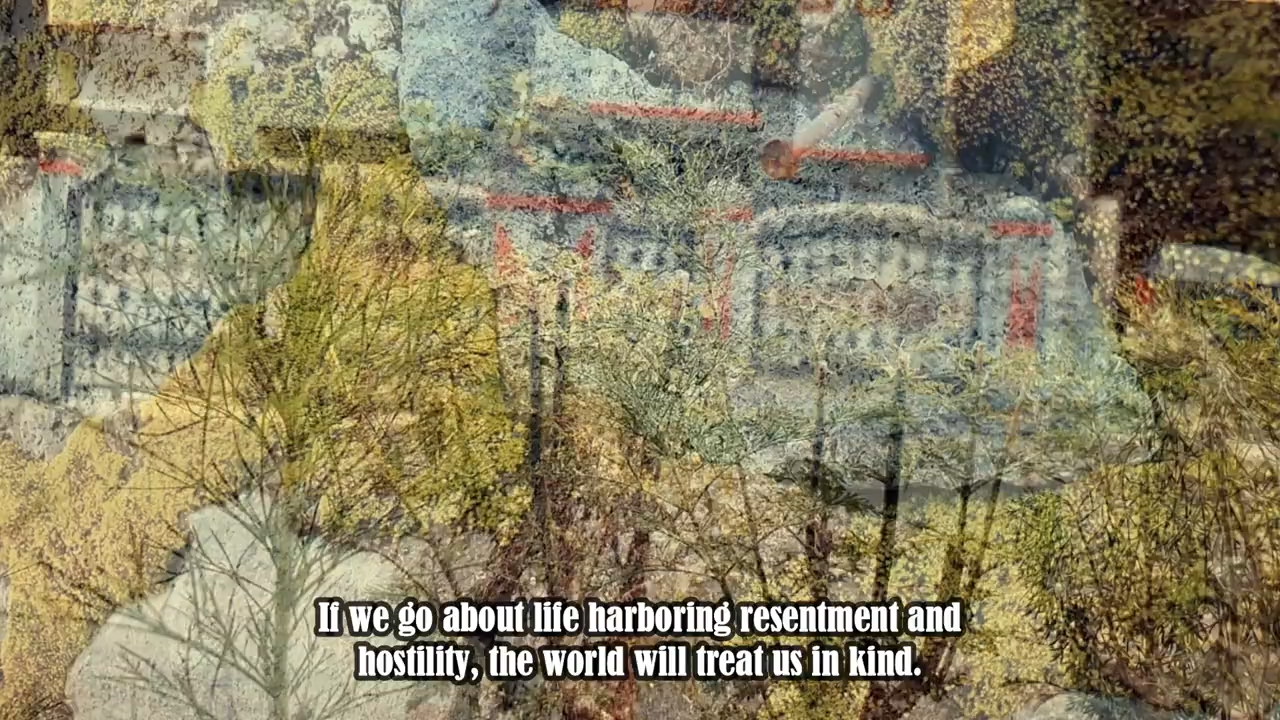 If we go about life harboring resentment and
hostility, the world will treat us in kind.